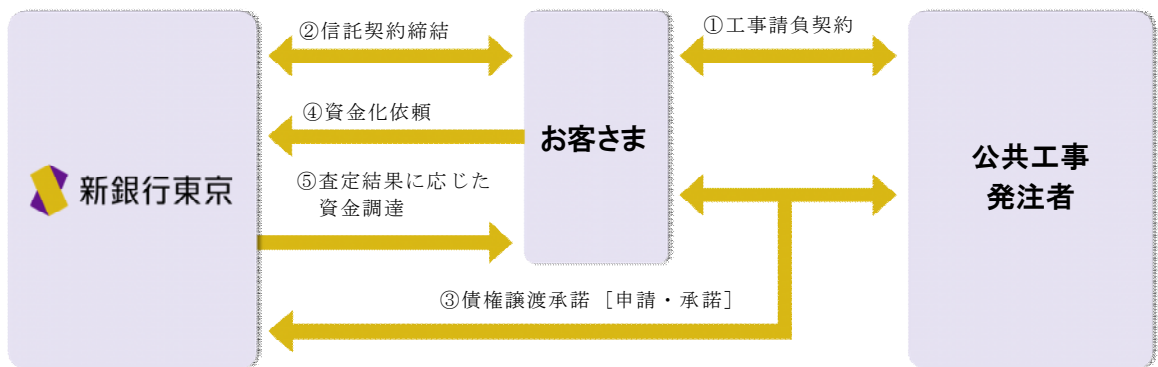 ②信託契約締結
①工事請負契約
④資金化依頼
お客さま
公共工事
発注者
新銀行東京
⑤査定結果に応じた
資金調達
③債権譲渡承諾［申請・承諾］